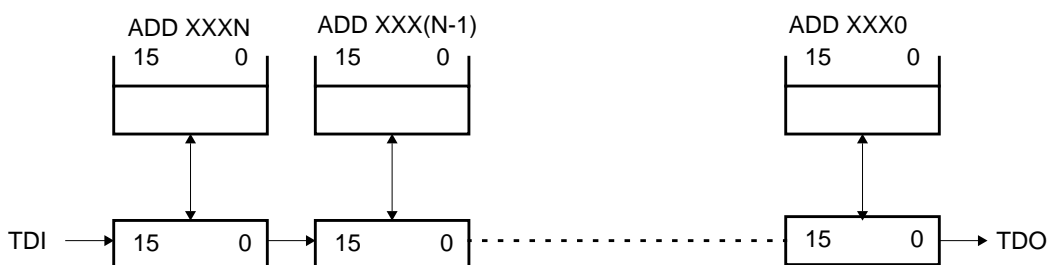 ADD XXXN ADD XXX(N-1) ADD XXX0
15 0 15 0 15 0
TDI 15 0 15 0 15 0 TDO